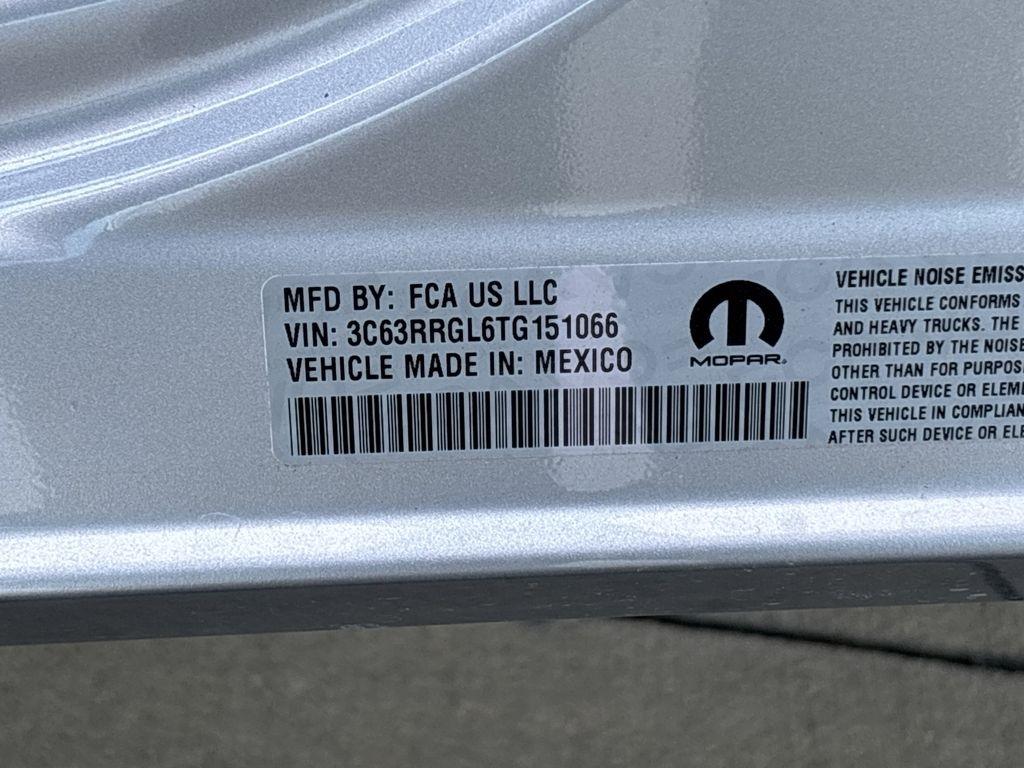 MFD BY: FCA US LLC
VIN: 3C63RRGL6TG151066
VEHICLE MADE IN: MEXICO
MOPAR®
VEHICLE NOISE EMISS
THIS VEHICLE CONFORMS
AND HEAVY TRUCKS. THE
PROHIBITED BY THE NOISE
OTHER THAN FOR PURPOS
CONTROL DEVICE OR ELEME
THIS VEHICLE IN COMPLIAN
AFTER SUCH DEVICE OR ELE